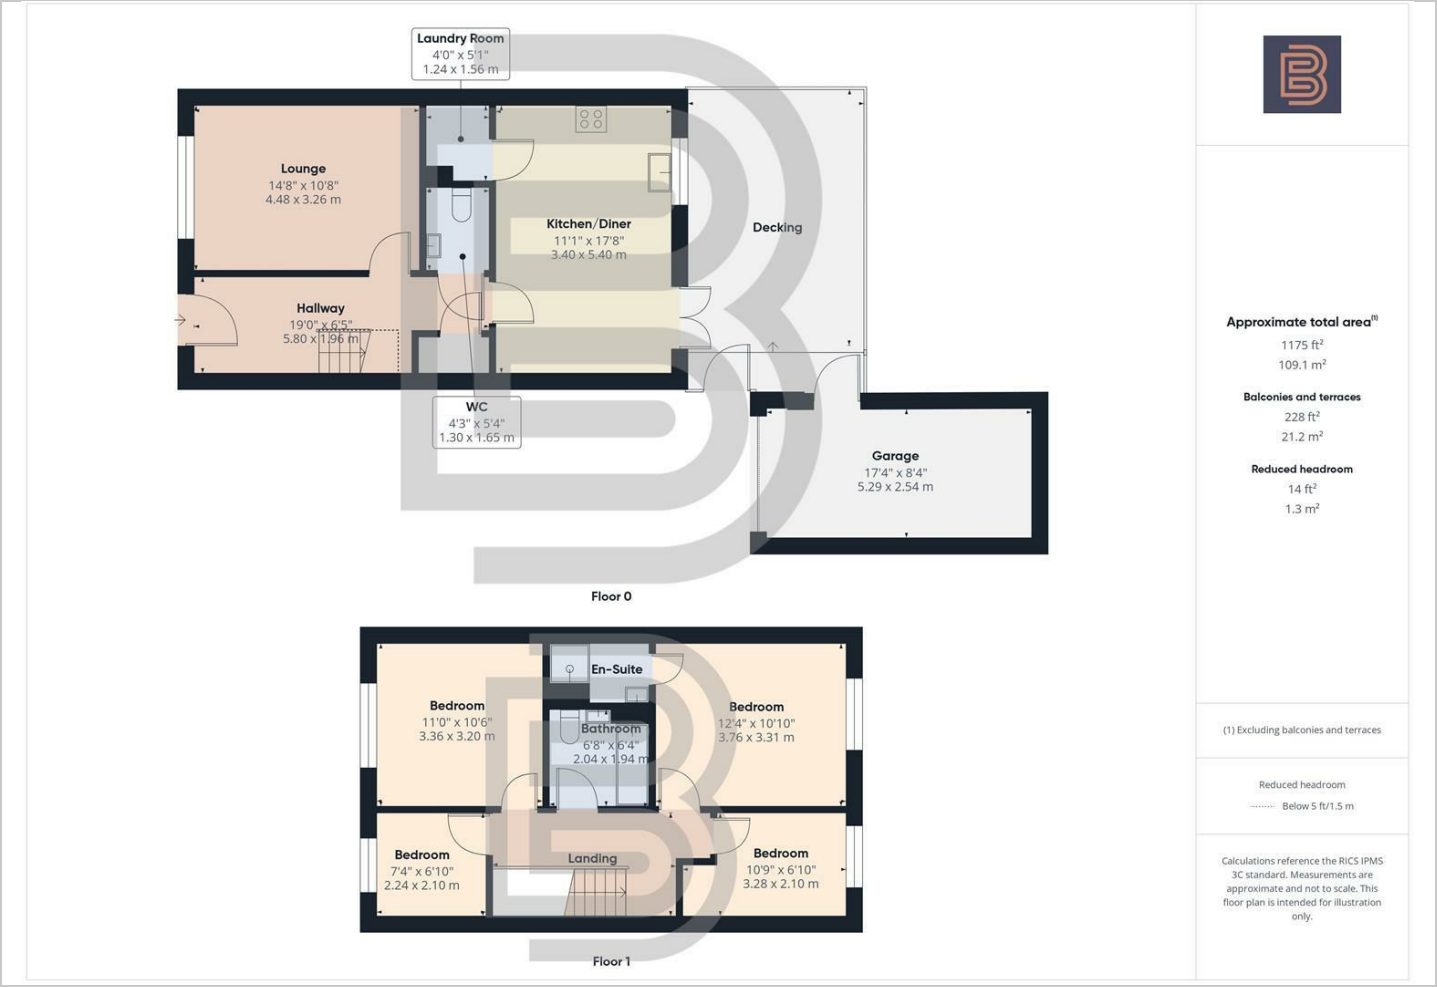 Laundry Room
4'0" x 5'1"
1.24 x 1.56 m
Lounge
14'8" x 10'8"
4.48 x 3.26 m
Kitchen/Diner
11'1" x 17'8"
3.40 x 5.40 m
Decking
Hallway
19'0" x 6'5"
5.80 x 1.96 m
WC
4'3" x 5'4"
1.30 x 1.65 m
Garage
17'4" x 8'4"
5.29 x 2.54 m
Floor 0
En-Suite
Bedroom
11'0" x 10'6"
3.36 x 3.20 m
Bathroom
6'8" x 6'4"
2.04 x 1.94 m
Bedroom
12'4" x 10'10"
3.76 x 3.31 m
Bedroom
7'4" x 6'10"
2.24 x 2.10 m
Landing
Bedroom
10'9" x 6'10"
3.28 x 2.10 m
Floor 1
B
Approximate total area(1)
1175 ft²
109.1 m²
Balconies and terraces
228 ft²
21.2 m²
Reduced headroom
14 ft²
1.3 m²
(1) Excluding balconies and terraces
Reduced headroom
Below 5 ft/1.5 m
Calculations reference the RICS IPMS
3C standard. Measurements are
approximate and not to scale. This
floor plan is intended for illustration
only.